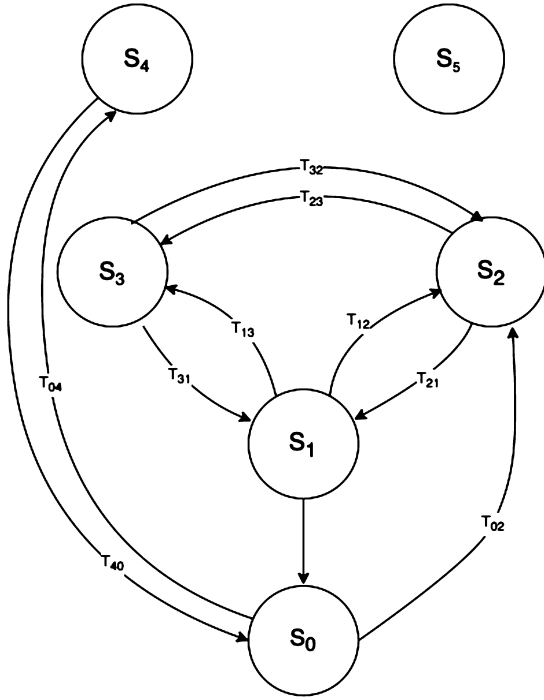 S₄
S₅
T₃₂
T₂₃
S₃
S₂
T₁₃
T₁₂
T₃₁
T₂₁
T₀₄
S₁
T₀₂
T₄₀
S₀